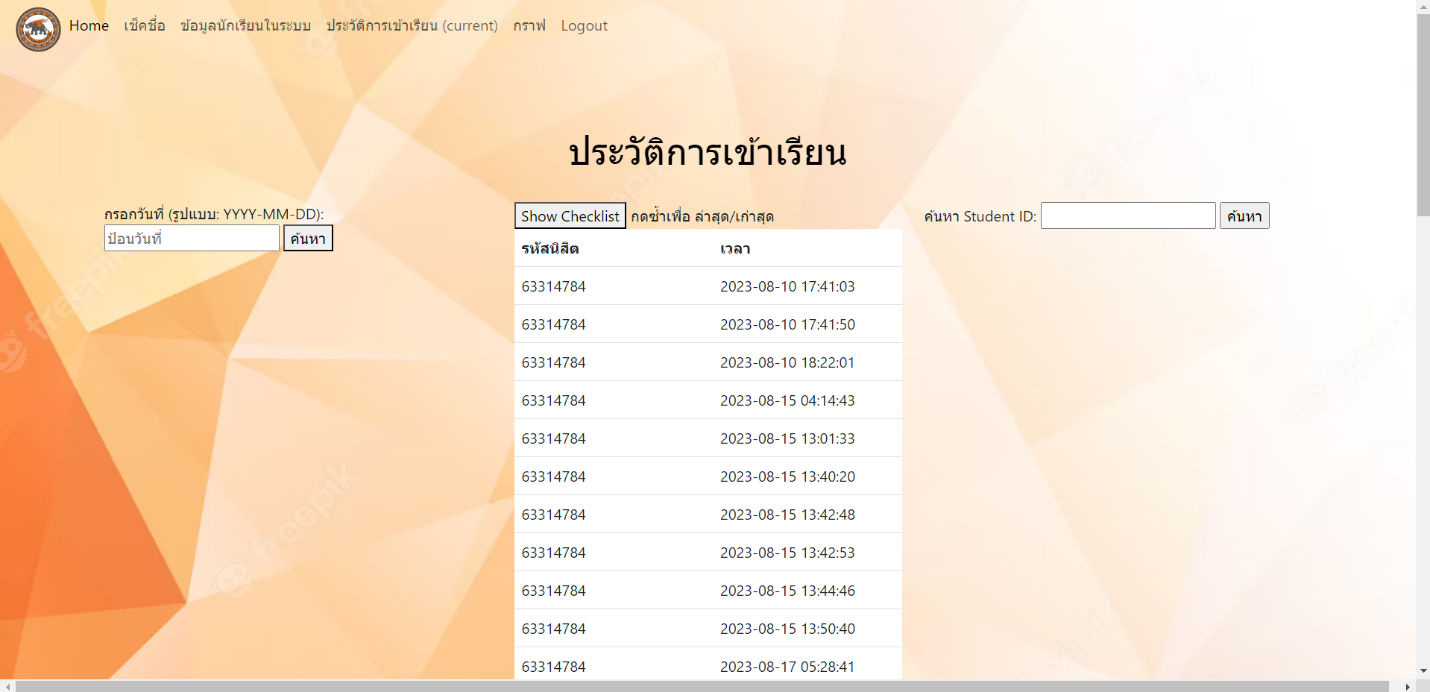 Home เช็คชื่อ ข้อมูลนักเรียนในระบบ ประวัติการเข้าเรียน (current) กราฟ Logout
ประวัติการเข้าเรียน
กรอกวันที่ (รูปแบบ: YYYY-MM-DD):
ป้อนวันที่ ค้นหา
Show Checklist กดซ้ำเพื่อ ล่าสุด/เก่าสุด
ค้นหา Student ID: ค้นหา
รหัสนิสิต เวลา
63314784 2023-08-10 17:41:03
63314784 2023-08-10 17:41:50
63314784 2023-08-10 18:22:01
63314784 2023-08-15 04:14:43
63314784 2023-08-15 13:01:33
63314784 2023-08-15 13:40:20
63314784 2023-08-15 13:42:48
63314784 2023-08-15 13:42:53
63314784 2023-08-15 13:44:46
63314784 2023-08-15 13:50:40
63314784 2023-08-17 05:28:41
freepik
freepik
freepik